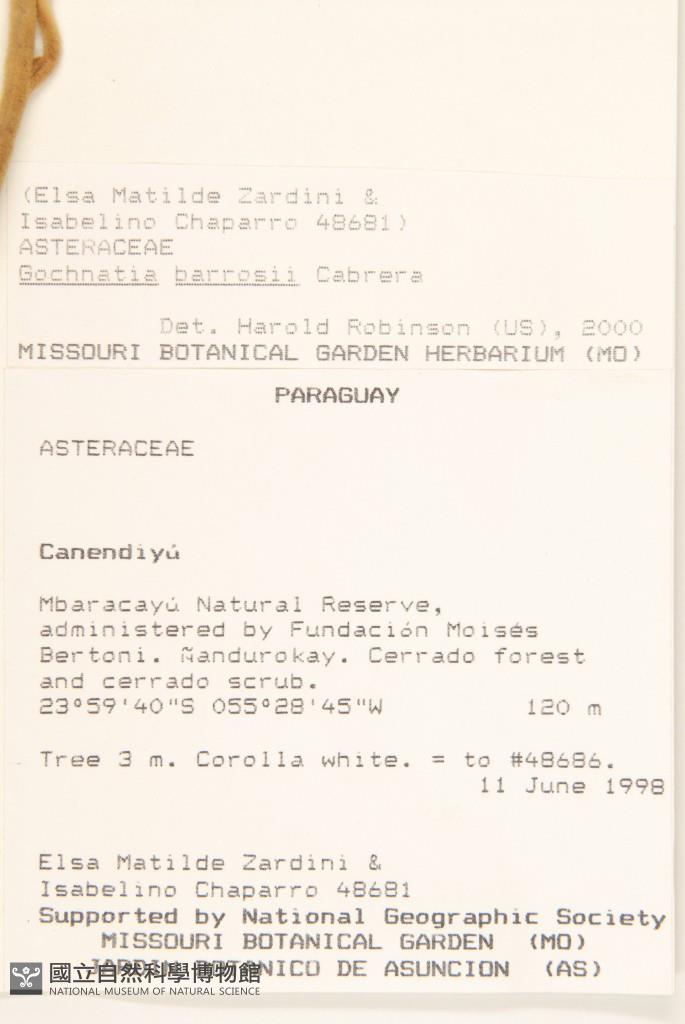 (Elsa Matilde Zardini &
Isabelino Chaparro 48681)
ASTERACEAE
Gochnatia barrosii Cabrera
Det. Harold Robinson (US), 2000
MISSOURI BOTANICAL GARDEN HERBARIUM (MO)
PARAGUAY
ASTERACEAE
Canendiyú
Mbaracayú Natural Reserve,
administered by Fundación Moisés
Bertoni. Ñandurokay. Cerrado forest
and cerrado scrub.
23°59'40"S 055°28'45"W 120 m
Tree 3 m. Corolla white. = to #48686.
11 June 1998
Elsa Matilde Zardini &
Isabelino Chaparro 48681
Supported by National Geographic Society
MISSOURI BOTANICAL GARDEN (MO)
JARDIN BOTANICO DE ASUNCION (AS)
國立自然科學博物館
NATIONAL MUSEUM OF NATURAL SCIENCE